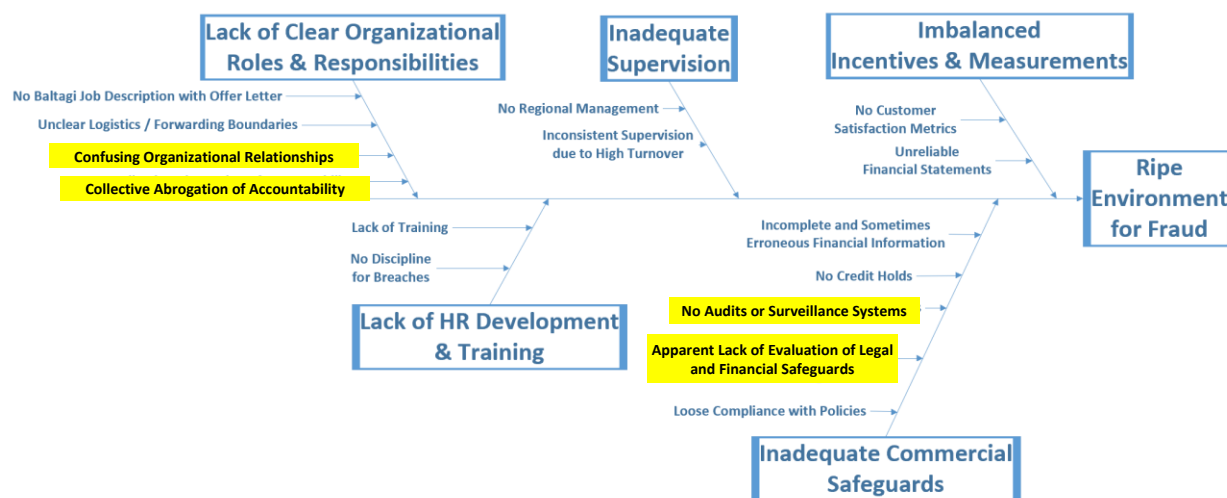 Lack of Clear Organizational
Roles & Responsibilities
No Baltagi Job Description with Offer Letter
Unclear Logistics / Forwarding Boundaries
Confusing Organizational Relationships
Collective Abrogation of Accountability
Inadequate
Supervision
No Regional Management
Inconsistent Supervision
due to High Turnover
Imbalanced
Incentives & Measurements
No Customer
Satisfaction Metrics
Unreliable
Financial Statements
Ripe
Environment
for Fraud
Lack of Training
No Discipline
for Breaches
Lack of HR Development
& Training
Incomplete and Sometimes
Erroneous Financial Information
No Credit Holds
No Audits or Surveillance Systems
Apparent Lack of Evaluation of Legal
and Financial Safeguards
Loose Compliance with Policies
Inadequate Commercial
Safeguards